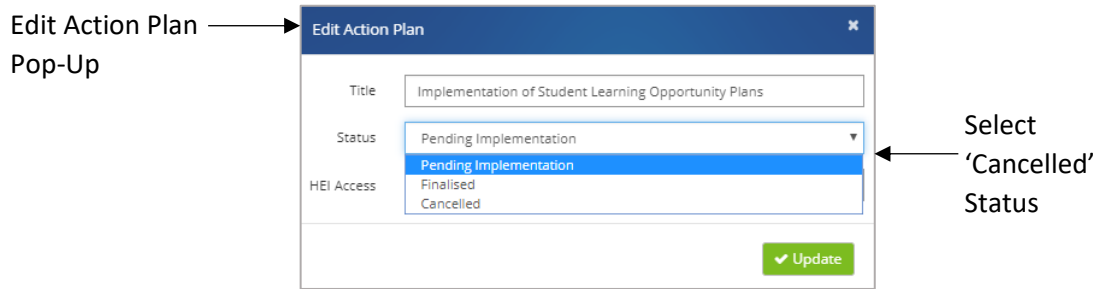 Edit Action Plan
Pop-Up
Edit Action Plan
×
Title
Implementation of Student Learning Opportunity Plans
Status
Pending Implementation
Pending Implementation
HEI Access
Finalised
Cancelled
Select
‘Cancelled’
Status
✔ Update